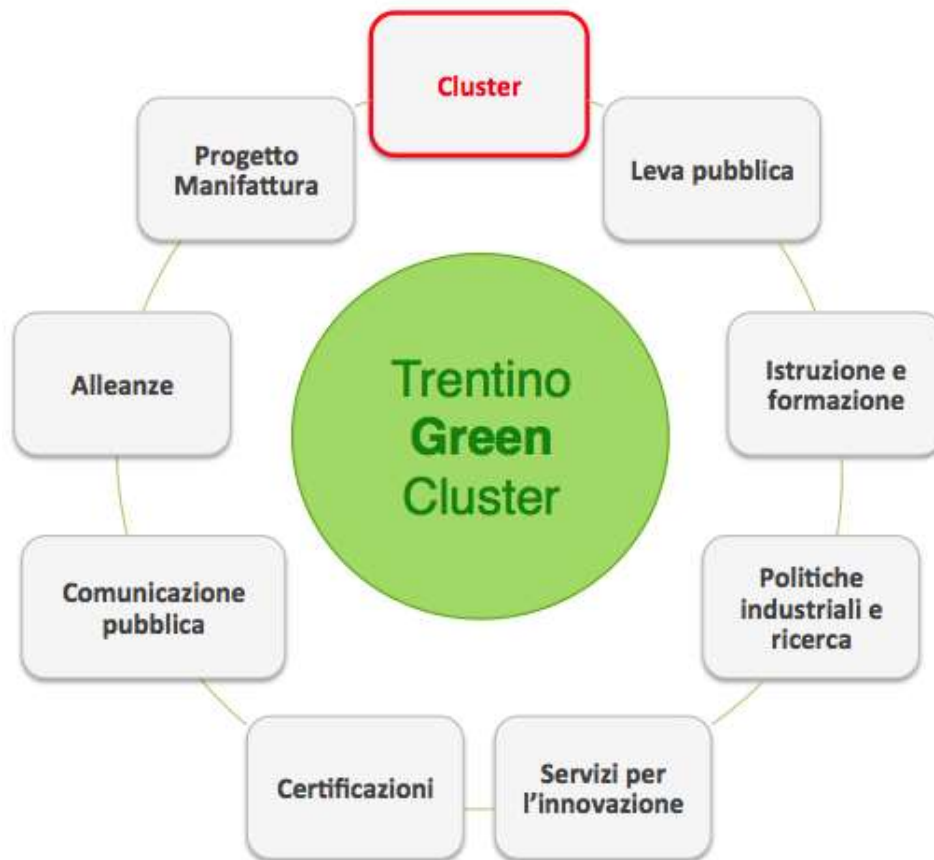 Cluster
Leva pubblica
Istruzione e
formazione
Politiche
industriali e
ricerca
Servizi per
l’innovazione
Certificazioni
Comunicazione
pubblica
Alleanze
Progetto
Manifattura
Trentino
Green
Cluster